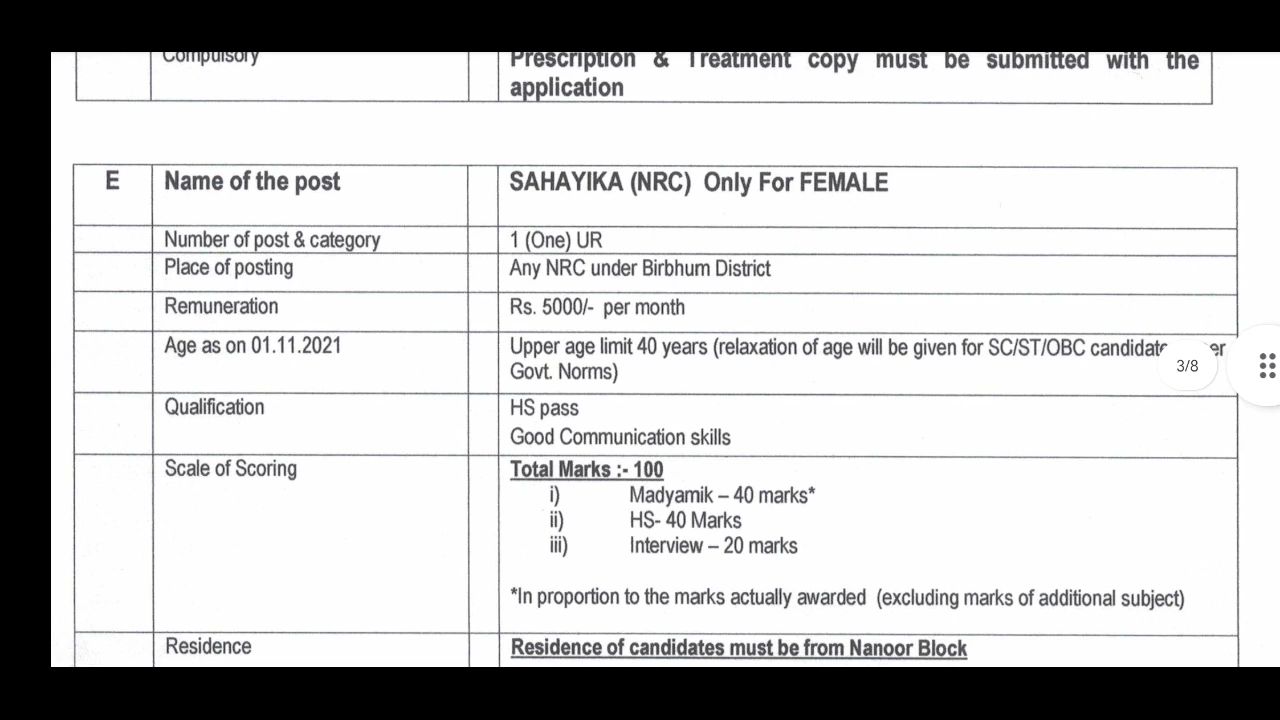 Compulsory
Prescription & Treatment copy must be submitted with the
application
E Name of the post SAHAYIKA (NRC) Only For FEMALE
Number of post & category 1 (One) UR
Place of posting Any NRC under Birbhum District
Remuneration Rs. 5000/- per month
Age as on 01.11.2021 Upper age limit 40 years (relaxation of age will be given for SC/ST/OBC
Govt. Norms)
3/8
Qualification HS pass
Good Communication skills
Scale of Scoring Total Marks :- 100
i) Madyamik – 40 marks*
ii) HS- 40 Marks
iii) Interview – 20 marks
*In proportion to the marks actually awarded (excluding marks of additional subject)
Residence Residence of candidates must be from Nanoor Block